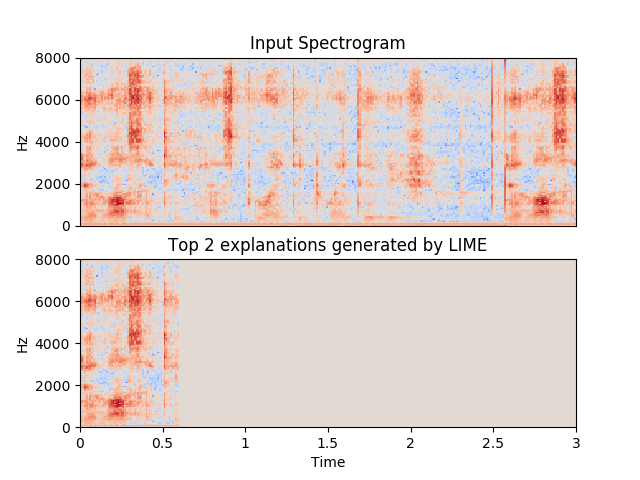 Input Spectrogram
8000
6000
4000
2000
0
Hz
Top 2 explanations generated by LIME
8000
6000
4000
2000
0
Hz
0 0.5 1 1.5 2 2.5 3
Time